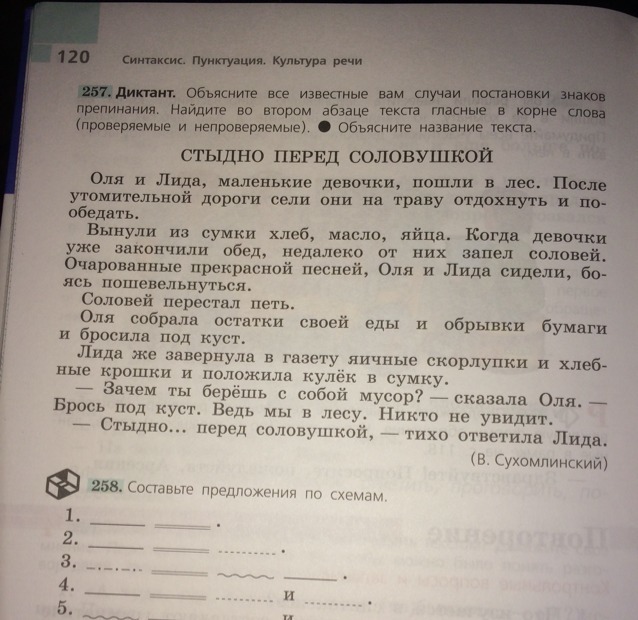 120 Синтаксис. Пунктуация. Культура речи
257. Диктант. Объясните все известные вам случаи постановки знаков
препинания. Найдите во втором абзаце текста гласные в корне слова
(проверяемые и непроверяемые). ● Объясните название текста.
СТЫДНО ПЕРЕД СОЛОВУШКОЙ
Оля и Лида, маленькие девочки, пошли в лес. После
утомительной дороги сели они на траву отдохнуть и по-
обедать.
Вынули из сумки хлеб, масло, яйца. Когда девочки
уже закончили обед, недалеко от них запел соловей.
Очарованные прекрасной песней, Оля и Лида сидели, бо-
ясь пошевельнуться.
Соловей перестал петь.
Оля собрала остатки своей еды и обрывки бумаги
и бросила под куст.
Лида же завернула в газету яичные скорлупки и хлеб-
ные крошки и положила кулёк в сумку.
— Зачем ты берёшь с собой мусор? — сказала Оля. —
Брось под куст. Ведь мы в лесу. Никто не увидит.
— Стыдно... перед соловушкой, — тихо ответила Лида.
(В. Сухомлинский)
258. Составьте предложения по схемам.
1.
2.
3.
4. и
5. и